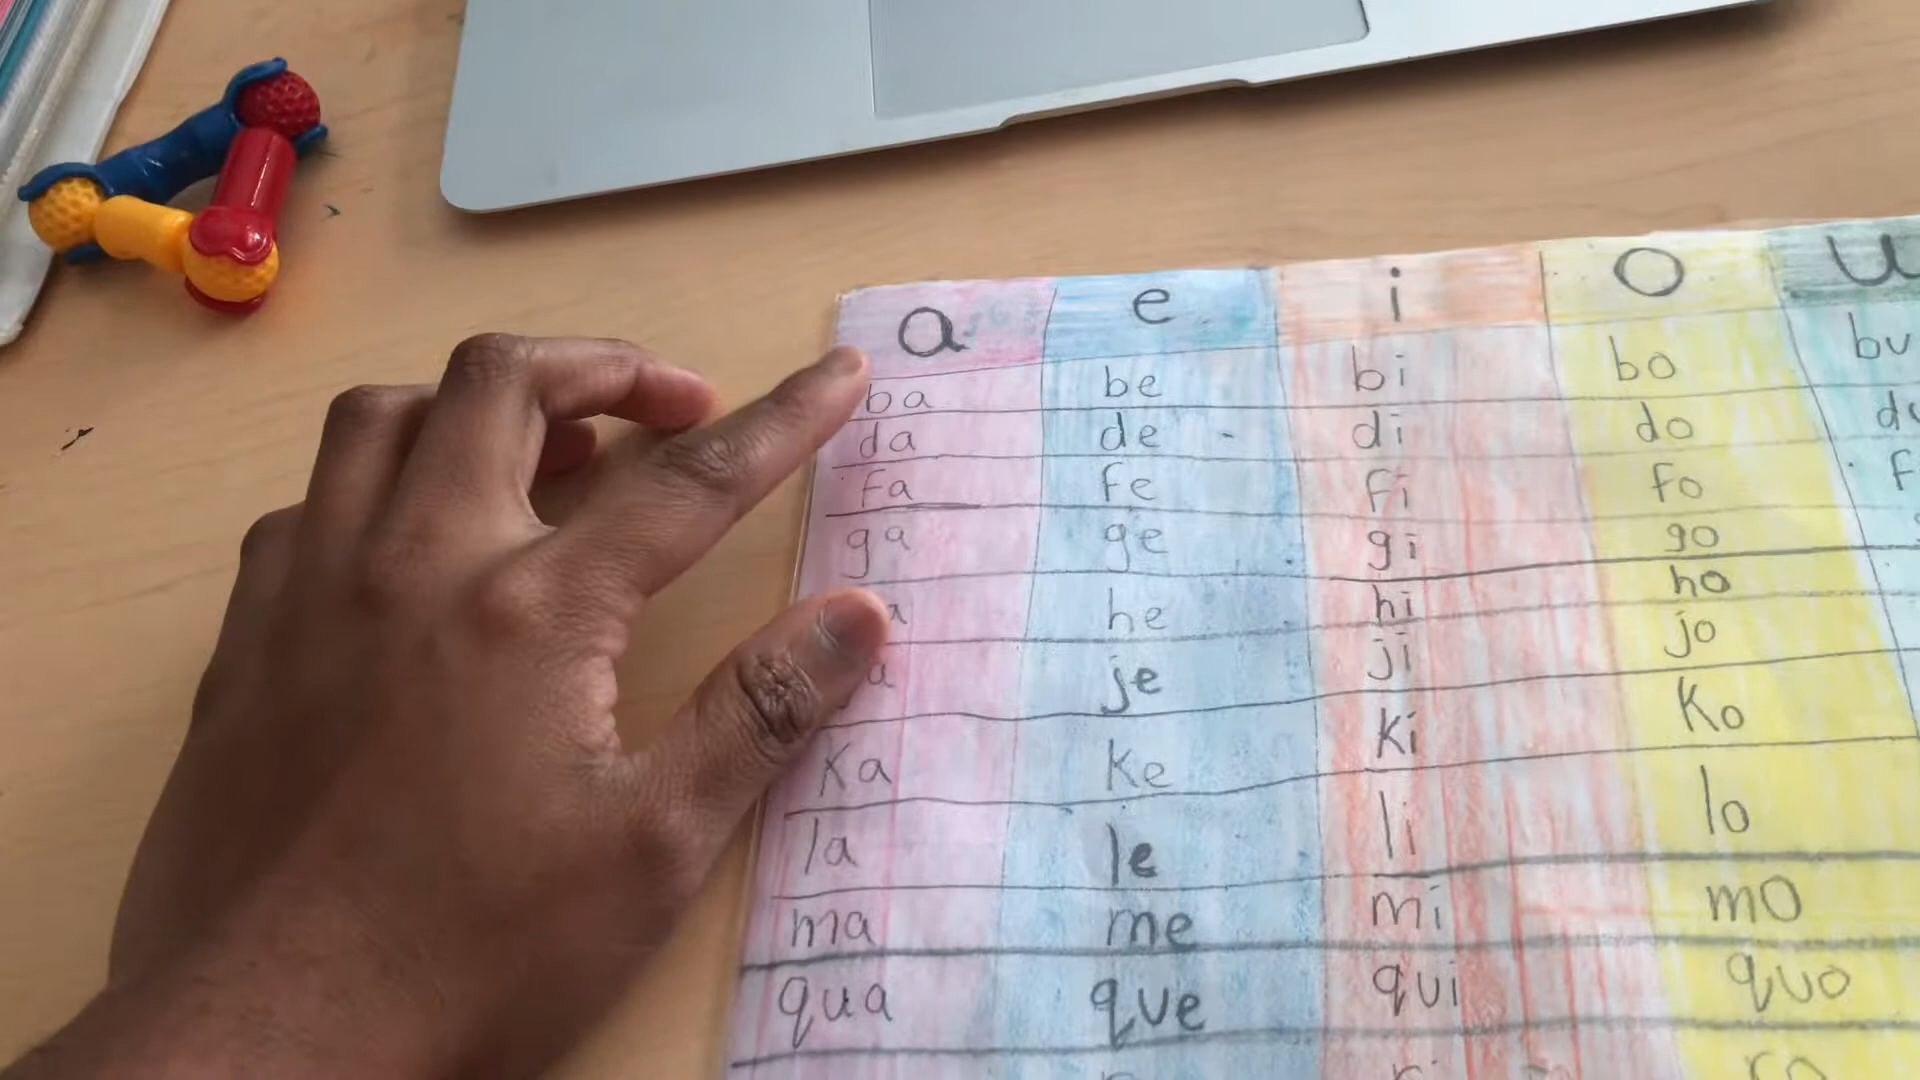 a e i o u
ba be bi bo bu
da de di do du
fa fe fi fo f
ga ge gi go
a he hi ho
a je ji jo
Ka Ke Ki Ko
la le li lo
ma me mi mo
qua que qui quo